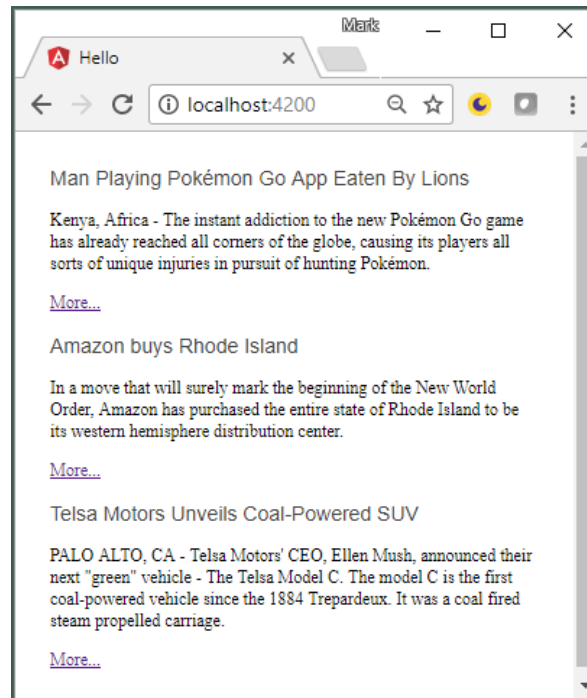 Mark
Hello
localhost:4200
Man Playing Pokémon Go App Eaten By Lions
Kenya, Africa - The instant addiction to the new Pokémon Go game
has already reached all corners of the globe, causing its players all
sorts of unique injuries in pursuit of hunting Pokémon.
More...
Amazon buys Rhode Island
In a move that will surely mark the beginning of the New World
Order, Amazon has purchased the entire state of Rhode Island to be
its western hemisphere distribution center.
More...
Telsa Motors Unveils Coal-Powered SUV
PALO ALTO, CA - Telsa Motors' CEO, Ellen Mush, announced their
next "green" vehicle - The Telsa Model C. The model C is the first
coal-powered vehicle since the 1884 Trepardeux. It was a coal fired
steam propelled carriage.
More...